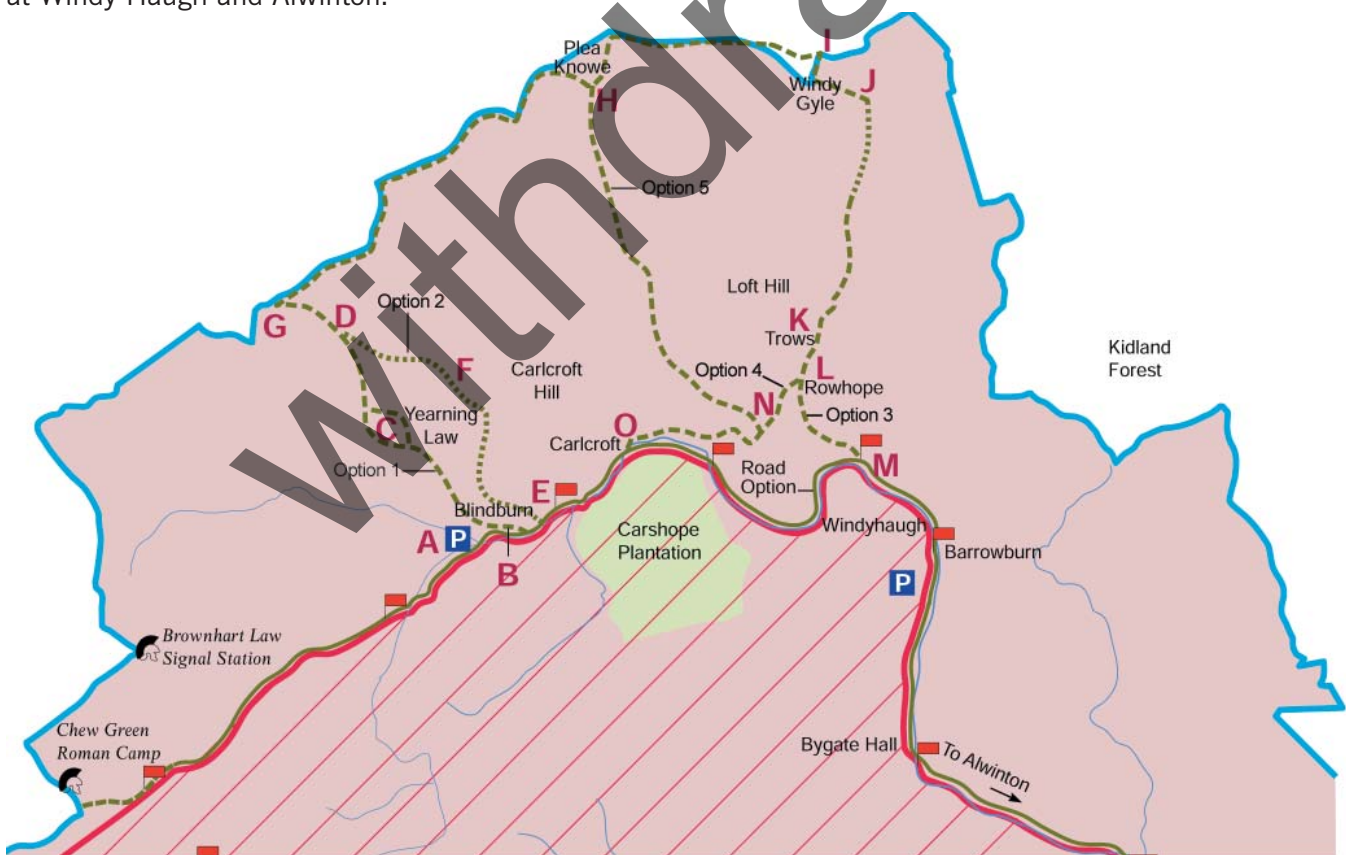 at Windy Haugh and Alwinton.
Plea
Knowe
I
H
Windy
Gyle
J
Option 5
Option 2
G
D
Loft Hill
K
Trows
F
Carlcroft
Hill
Kidland
Forest
Option 4
L
Rowhope
N
Option 3
C
Yearning
Law
O
Carlcroft
Option 1
M
Road
Option
E
Blindburn
Windyhaugh
A
P
Carshope
Plantation
Barrowburn
B
P
Brownhart Law
Signal Station
Chew Green
Roman Camp
Bygate Hall
To Alwinton